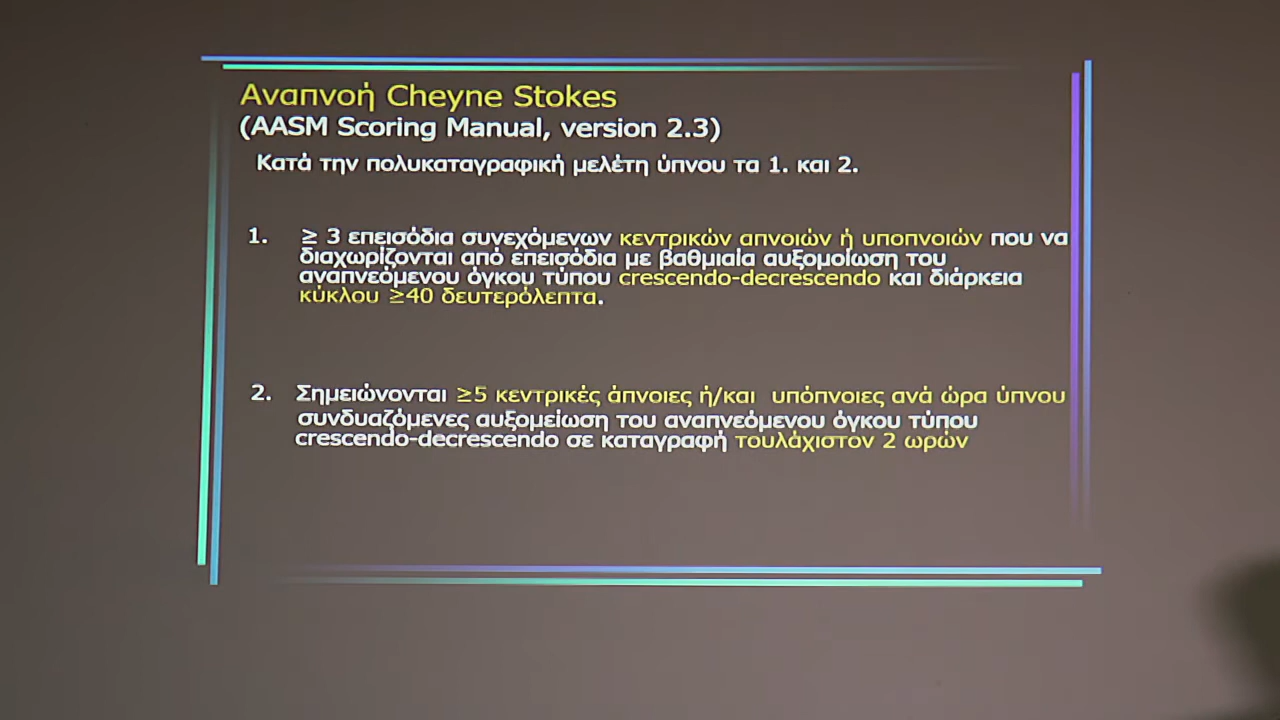 Αναπνοή Cheyne Stokes
(AASM Scoring Manual, version 2.3)
Κατά την πολυκαταγραφική μελέτη ύπνου τα 1. και 2.
1. ≥ 3 επεισόδια συνεχόμενων κεντρικών απνοιών ή υποπνοιών που να
διαχωρίζονται από επεισόδια με βαθμιαία αυξομοίωση του
αναπνεόμενου όγκου τύπου crescendo-decrescendo και διάρκεια
κύκλου ≥40 δευτερόλεπτα.
2. Σημειώνονται ≥5 κεντρικές άπνοιες ή/και υπόπνοιες ανά ώρα ύπνου
συνδυαζόμενες αυξομείωση του αναπνεόμενου όγκου τύπου
crescendo-decrescendo σε καταγραφή τουλάχιστον 2 ωρών